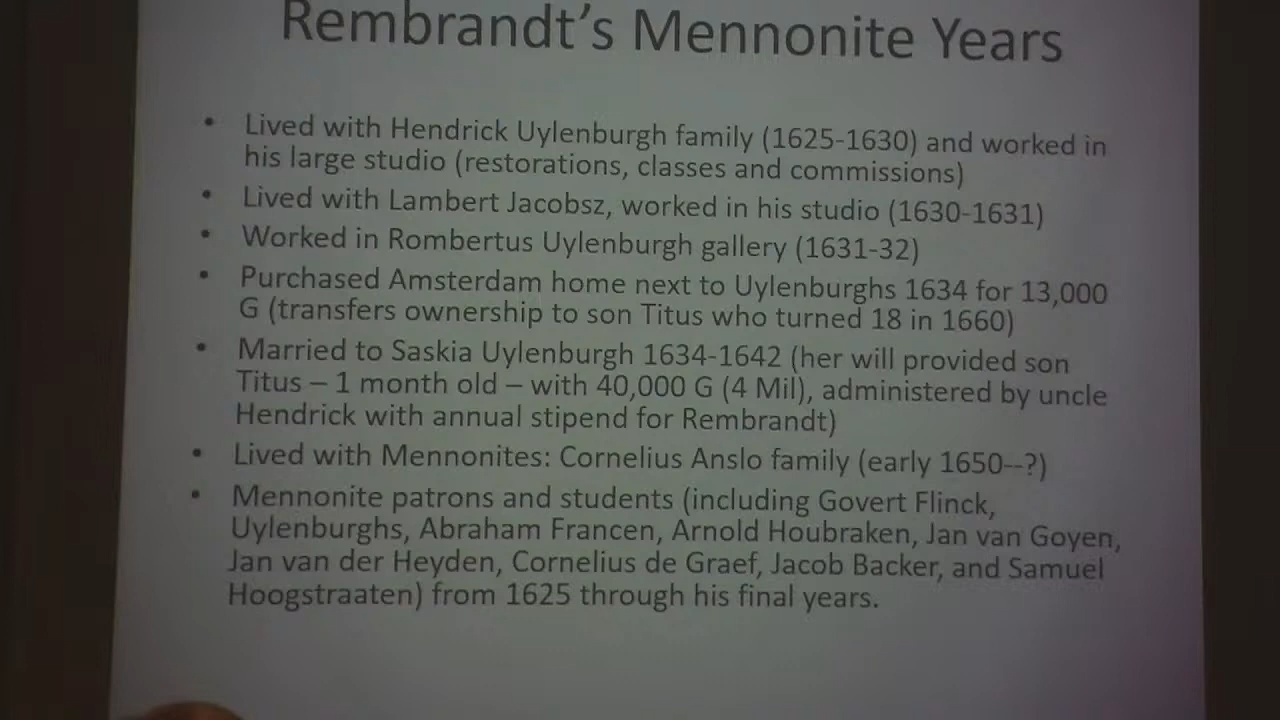 Rembrandt's Mennonite Years
• Lived with Hendrick Uylenburgh family (1625-1630) and worked in
his large studio (restorations, classes and commissions)
• Lived with Lambert Jacobsz, worked in his studio (1630-1631)
• Worked in Rombertus Uylenburgh gallery (1631-32)
• Purchased Amsterdam home next to Uylenburghs 1634 for 13,000
G (transfers ownership to son Titus who turned 18 in 1660)
• Married to Saskia Uylenburgh 1634-1642 (her will provided son
Titus – 1 month old – with 40,000 G (4 Mil), administered by uncle
Hendrick with annual stipend for Rembrandt)
• Lived with Mennonites: Cornelius Anslo family (early 1650--?)
• Mennonite patrons and students (including Govert Flinck,
Uylenburghs, Abraham Francen, Arnold Houbraken, Jan van Goyen,
Jan van der Heyden, Cornelius de Graef, Jacob Backer, and Samuel
Hoogstraaten) from 1625 through his final years.